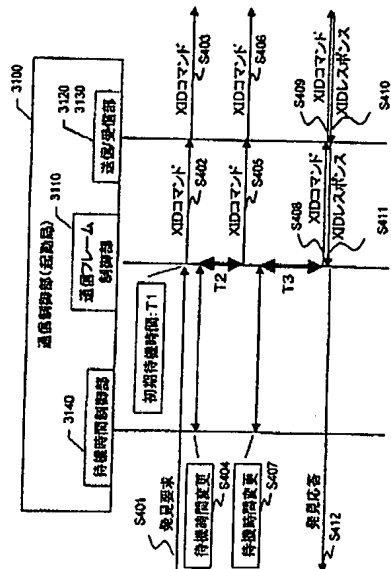 3100
通信制御部(起動局)
3140
待機時間制御部
3110
通信フレーム
制御部
3120
3130
送信/受信部
初期待機時間:T1
S401
発見要求
XIDコマンド
S402
XIDコマンド
S403
待機時間変更
S404
T2
XIDコマンド
S405
XIDコマンド
S406
待機時間変更
S407
T3
S408
XIDコマンド
XIDレスポンス
S411
S409
XIDコマンド
XIDレスポンス
S410
発見応答
S412